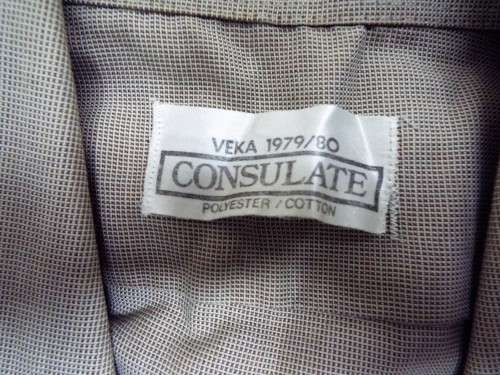 VEKA 1979/80
CONSULATE
POLYESTER / COTTON